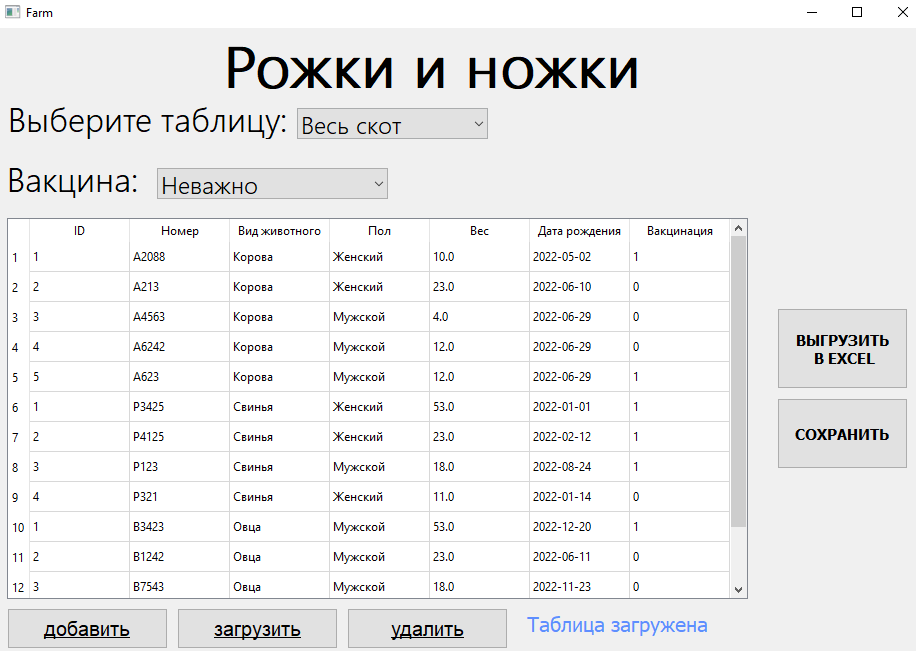 Farm
Рожки и ножки
Выберите таблицу: Весь скот
Вакцина: Неважно
ID Номер Вид животного Пол Вес Дата рождения Вакцинация
1 1 A2088 Корова Женский 10.0 2022-05-02 1
2 2 A213 Корова Женский 23.0 2022-06-10 0
3 3 A4563 Корова Мужской 4.0 2022-06-29 0
4 4 A6242 Корова Мужской 12.0 2022-06-29 0
5 5 A623 Корова Мужской 12.0 2022-06-29 1
6 1 P3425 Свинья Женский 53.0 2022-01-01 1
7 2 P4125 Свинья Женский 23.0 2022-02-12 1
8 3 P123 Свинья Мужской 18.0 2022-08-24 1
9 4 P321 Свинья Женский 11.0 2022-01-14 0
10 1 B3423 Овца Мужской 53.0 2022-12-20 1
11 2 B1242 Овца Мужской 23.0 2022-06-11 0
12 3 B7543 Овца Мужской 18.0 2022-11-23 0
ВЫГРУЗИТЬ
В EXCEL
СОХРАНИТЬ
добавить загрузить удалить Таблица загружена